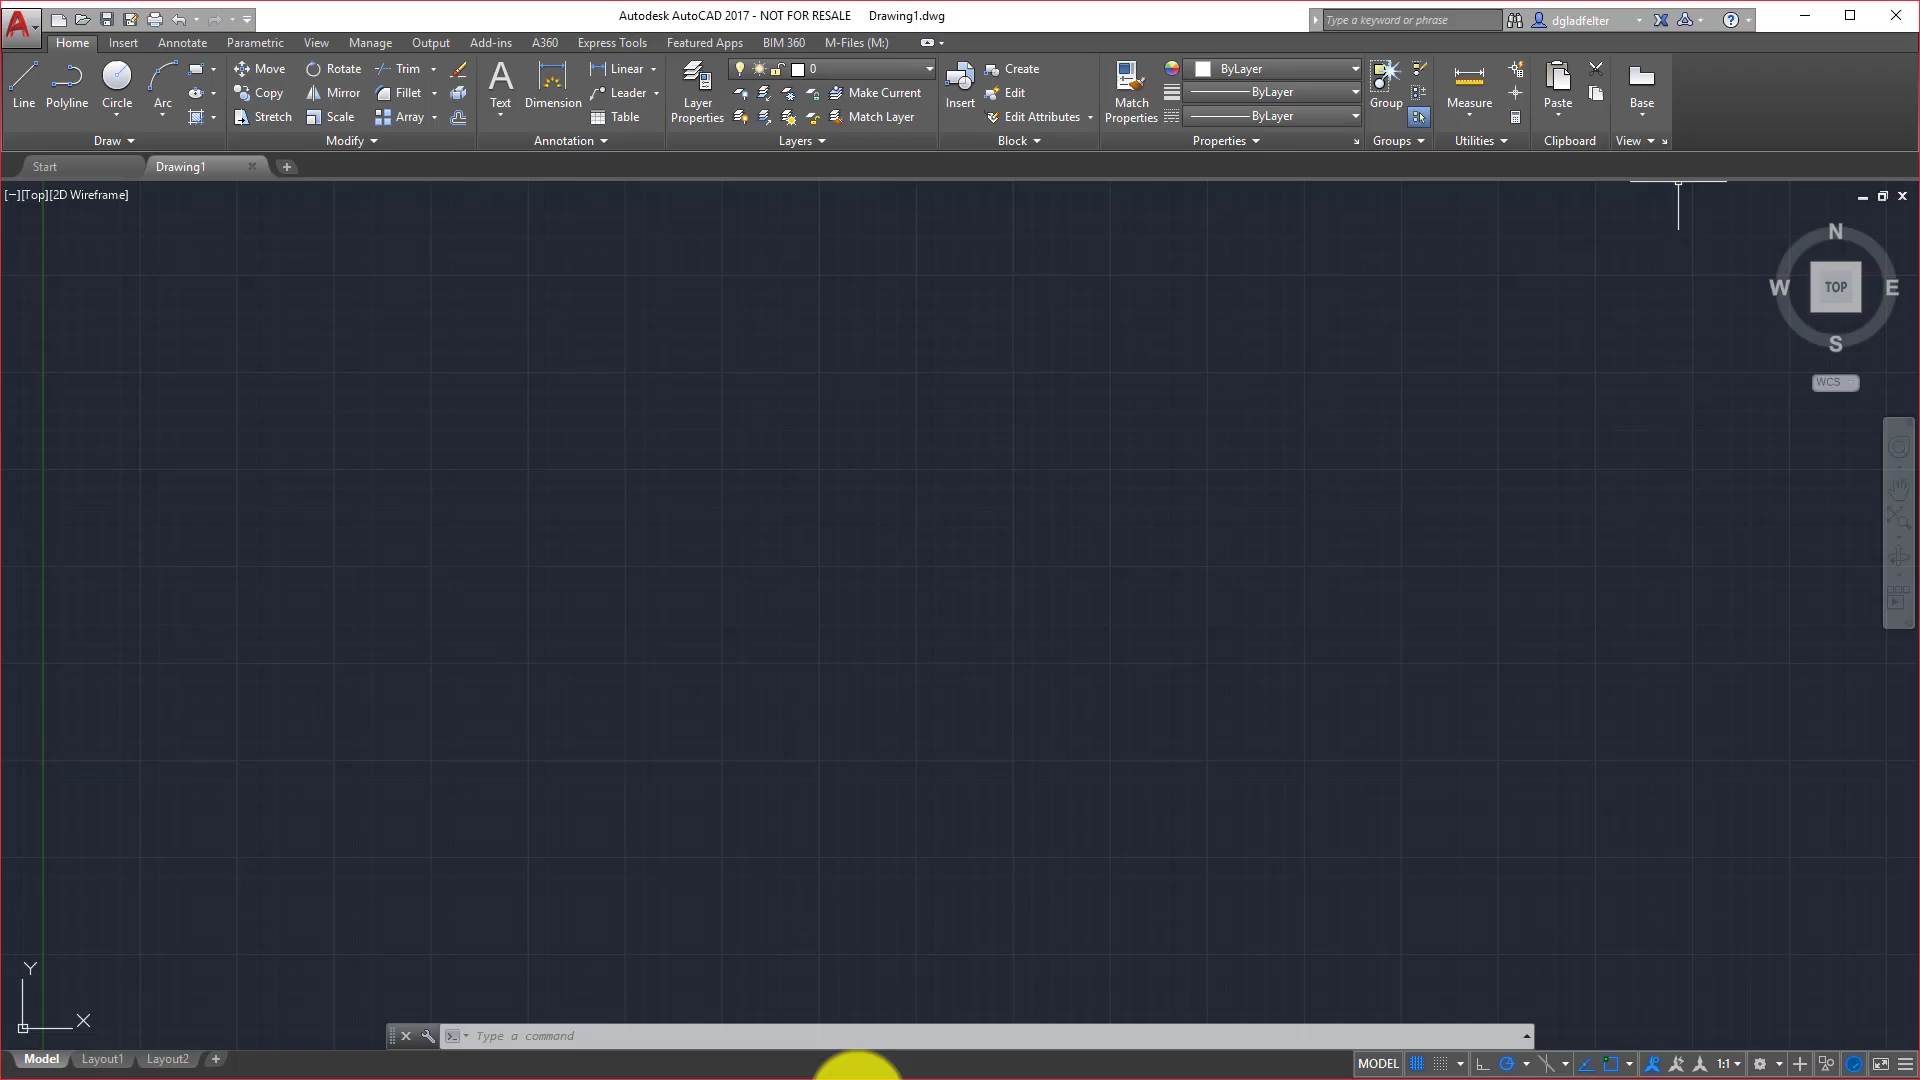 A Autodesk AutoCAD 2017 - NOT FOR RESALE Drawing1.dwg Type a keyword or phrase dgladfelter
Home Insert Annotate Parametric View Manage Output Add-ins A360 Express Tools Featured Apps BIM 360 M-Files (M:)
Line Polyline Circle Arc
Draw
Move Rotate Trim
Copy Mirror Fillet
Stretch Scale Array
Modify
A Text Dimension
Linear
Leader
Table
Annotation
Layer Properties
0
Make Current
Match Layer
Layers
Insert
Create
Edit
Edit Attributes
Block
Match Properties
ByLayer
ByLayer
ByLayer
Properties
Group
Groups
Measure
Utilities
Paste
Clipboard
Base
View
Start Drawing1
[−][Top][2D Wireframe]
N
W TOP E
S
WCS
Y
X
Type a command
Model Layout1 Layout2
MODEL 1:1